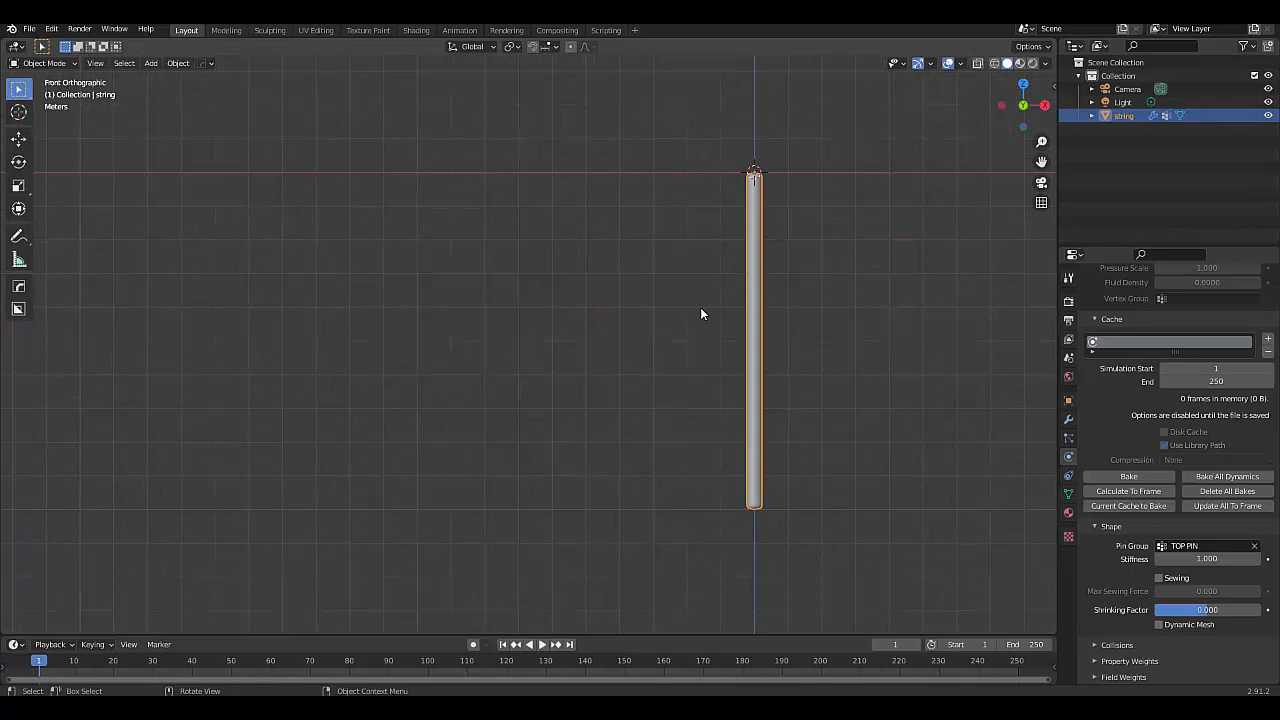 File Edit Render Window Help Layout Modeling Sculpting UV Editing Texture Paint Shading Animation Rendering Compositing Scripting + Scene View Layer
Global Options
Object Mode View Select Add Object
Front Orthographic
(1) Collection | string
Meters
Z
Y
X
Scene Collection
Collection
Camera
Light
string
Pressure Scale 1.000
Fluid Density 0.0000
Vertex Group
Cache
Simulation Start 1
End 250
0 frames in memory (0 B).
Options are disabled until the file is saved
Disk Cache
Use Library Path
Compression None
Bake Bake All Dynamics
Calculate To Frame Delete All Bakes
Current Cache to Bake Update All To Frame
Shape
Pin Group TOP PIN
Stiffness 1.000
Sewing
Max Sewing Force 0.000
Shrinking Factor 0.000
Dynamic Mesh
Collisions
Property Weights
Field Weights
Playback Keying View Marker 1 Start 1 End 250
1 10 20 30 40 50 60 70 80 90 100 110 120 130 140 150 160 170 180 190 200 210 220 230 240 250
Select Box Select Rotate View Object Context Menu 2.91.2